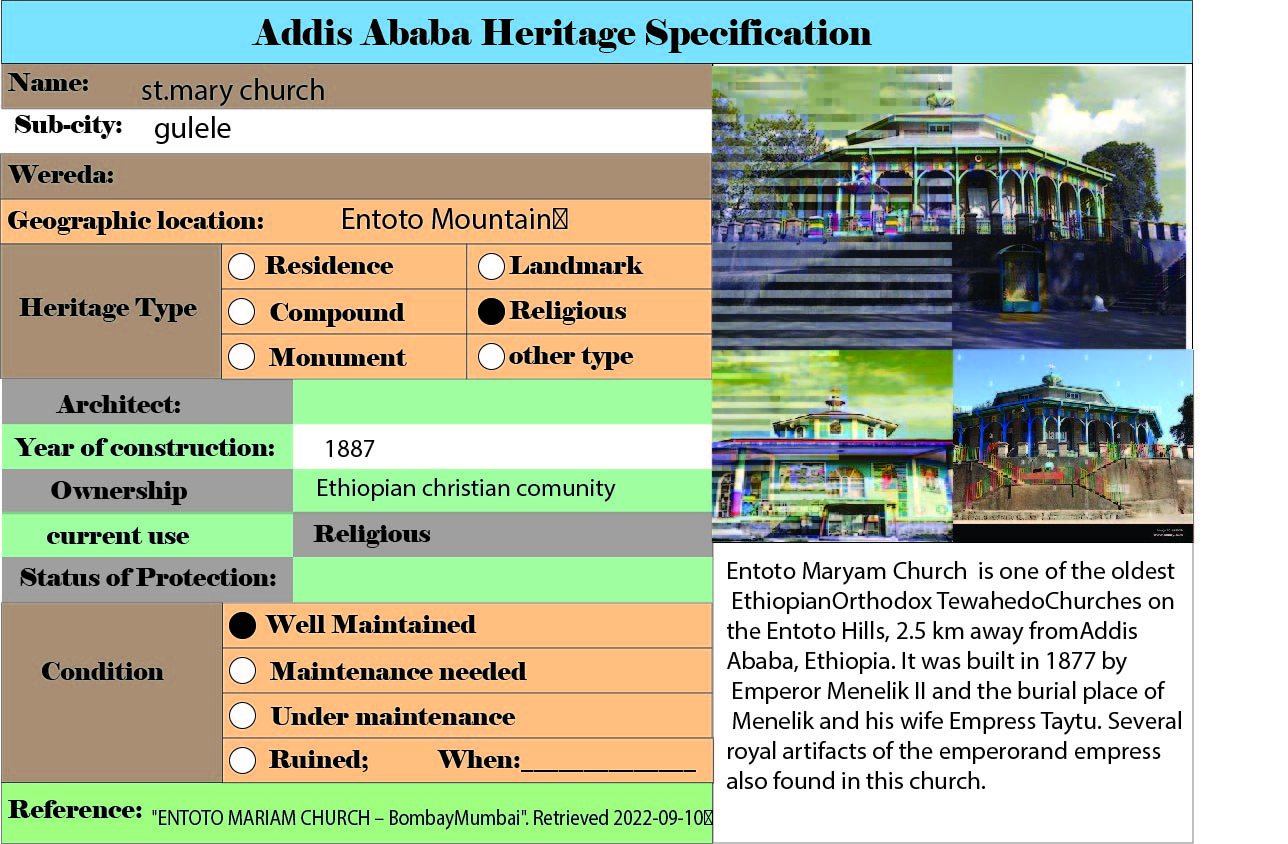 Addis Ababa Heritage Specification
Name: st.mary church
Sub-city: gulele
Wereda:
Geographic location: Entoto Mountain
Heritage Type
Residence
Landmark
Compound
Religious
Monument
other type
Architect:
Year of construction: 1887
Ownership Ethiopian christian comunity
current use Religious
Status of Protection:
Condition
Well Maintained
Maintenance needed
Under maintenance
Ruined; When:______________
Reference: "ENTOTO MARIAM CHURCH – BombayMumbai". Retrieved 2022-09-10
alamy
Entoto Maryam Church is one of the oldest
EthiopianOrthodox TewahedoChurches on
the Entoto Hills, 2.5 km away fromAddis
Ababa, Ethiopia. It was built in 1877 by
Emperor Menelik II and the burial place of
Menelik and his wife Empress Taytu. Several
royal artifacts of the emperorand empress
also found in this church.